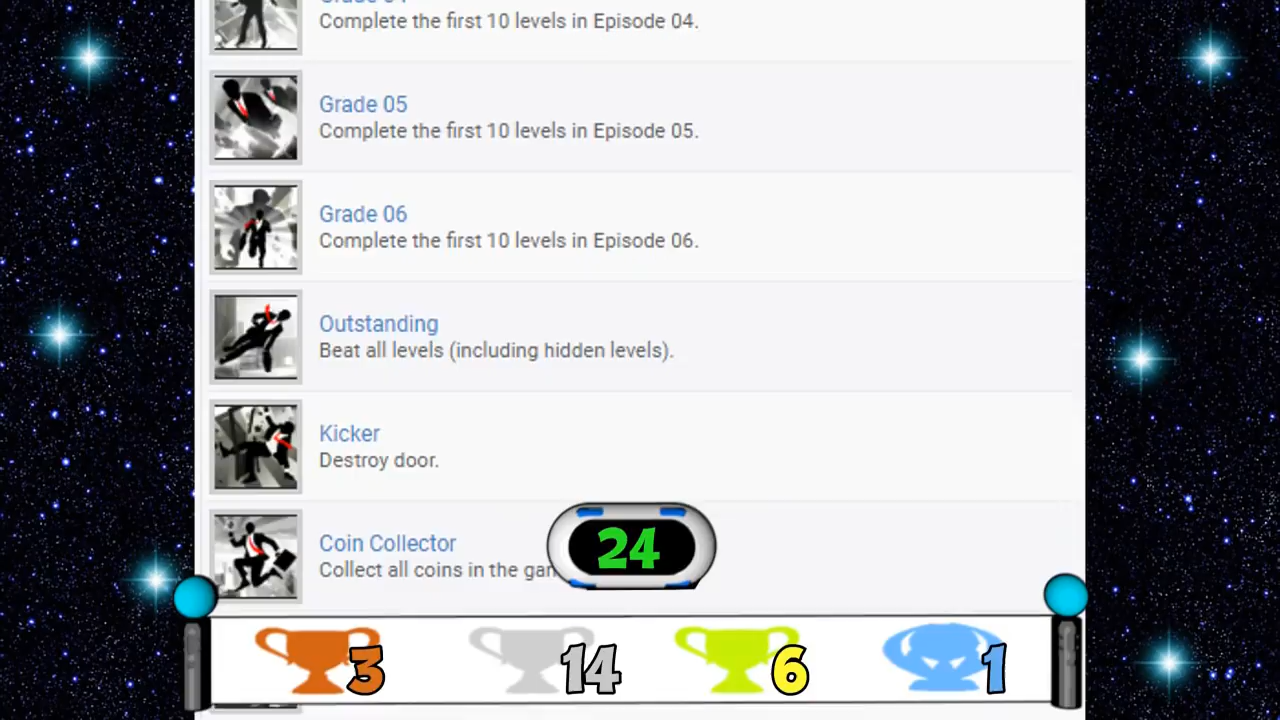 Complete the first 10 levels in Episode 04.
Grade 05
Complete the first 10 levels in Episode 05.
Grade 06
Complete the first 10 levels in Episode 06.
Outstanding
Beat all levels (including hidden levels).
Kicker
Destroy door.
Coin Collector
Collect all coins in the
24
3
14
6
1